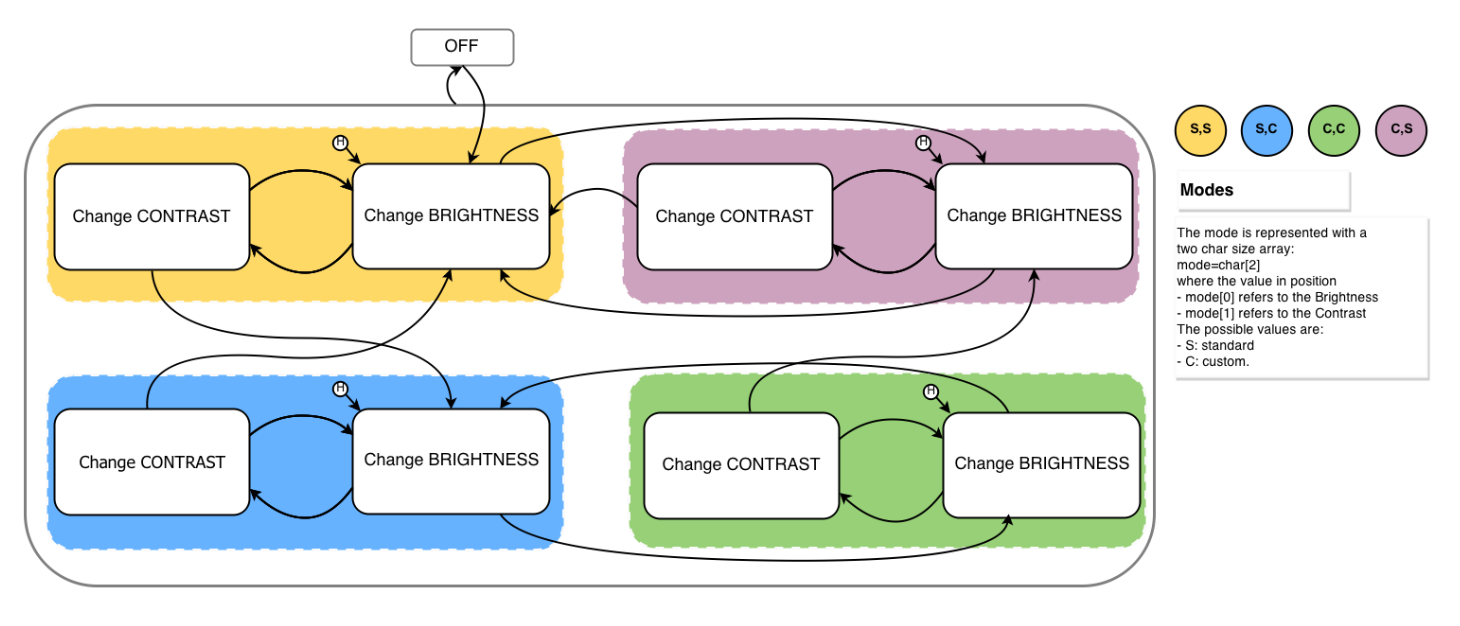 OFF
H
H
S,S
S,C
C,C
C,S
Change CONTRAST
Change BRIGHTNESS
Change CONTRAST
Change BRIGHTNESS
Modes
The mode is represented with a
two char size array:
mode=char[2]
where the value in position
- mode[0] refers to the Brightness
- mode[1] refers to the Contrast
The possible values are:
- S: standard
- C: custom.
H
H
Change CONTRAST
Change BRIGHTNESS
Change CONTRAST
Change BRIGHTNESS